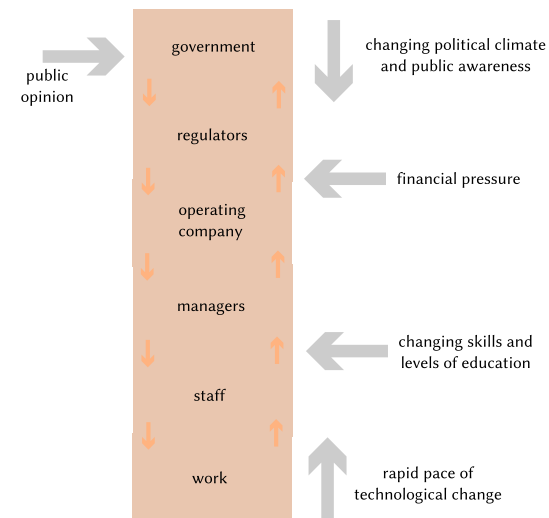 government
changing political climate
and public awareness
public
opinion
regulators
financial pressure
operating
company
managers
changing skills and
levels of education
staff
work
rapid pace of
technological change